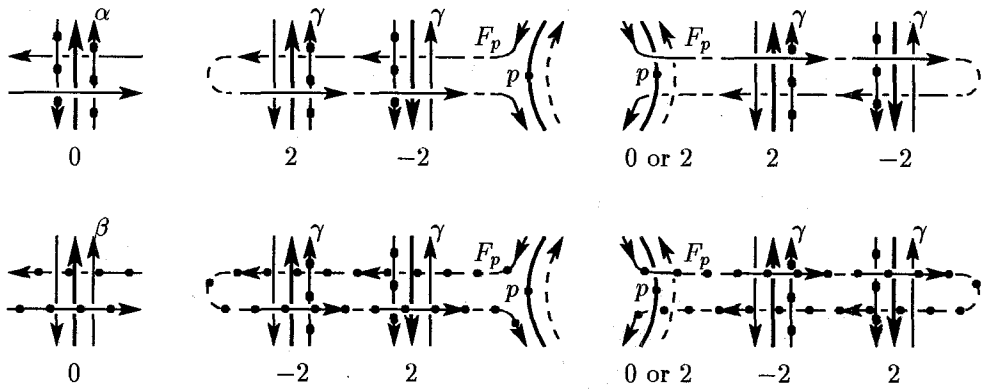 α γ γ F_p p F_p p γ γ
0 2 −2 0 or 2 2 −2
β γ γ F_p p F_p p γ γ
0 −2 2 0 or 2 −2 2